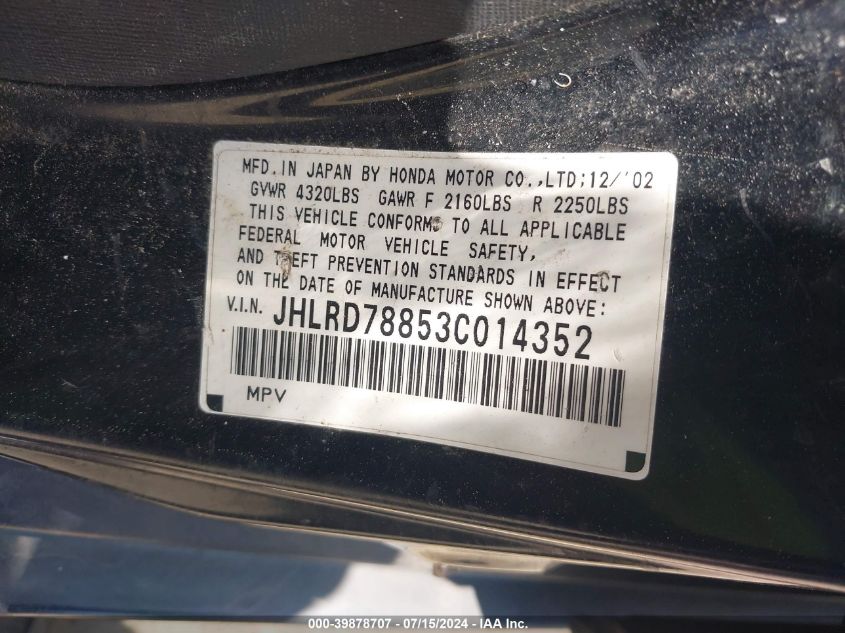 MFD. IN JAPAN BY HONDA MOTOR CO., LTD; 12/'02
GVWR 4320LBS GAWR F 2160LBS R 2250LBS
THIS VEHICLE CONFORMS TO ALL APPLICABLE
FEDERAL MOTOR VEHICLE SAFETY,
AND THEFT PREVENTION STANDARDS IN EFFECT
ON THE DATE OF MANUFACTURE SHOWN ABOVE:
V.I.N. JHLRD78853C014352
MPV
000-39878707 - 07/15/2024 - IAA Inc.